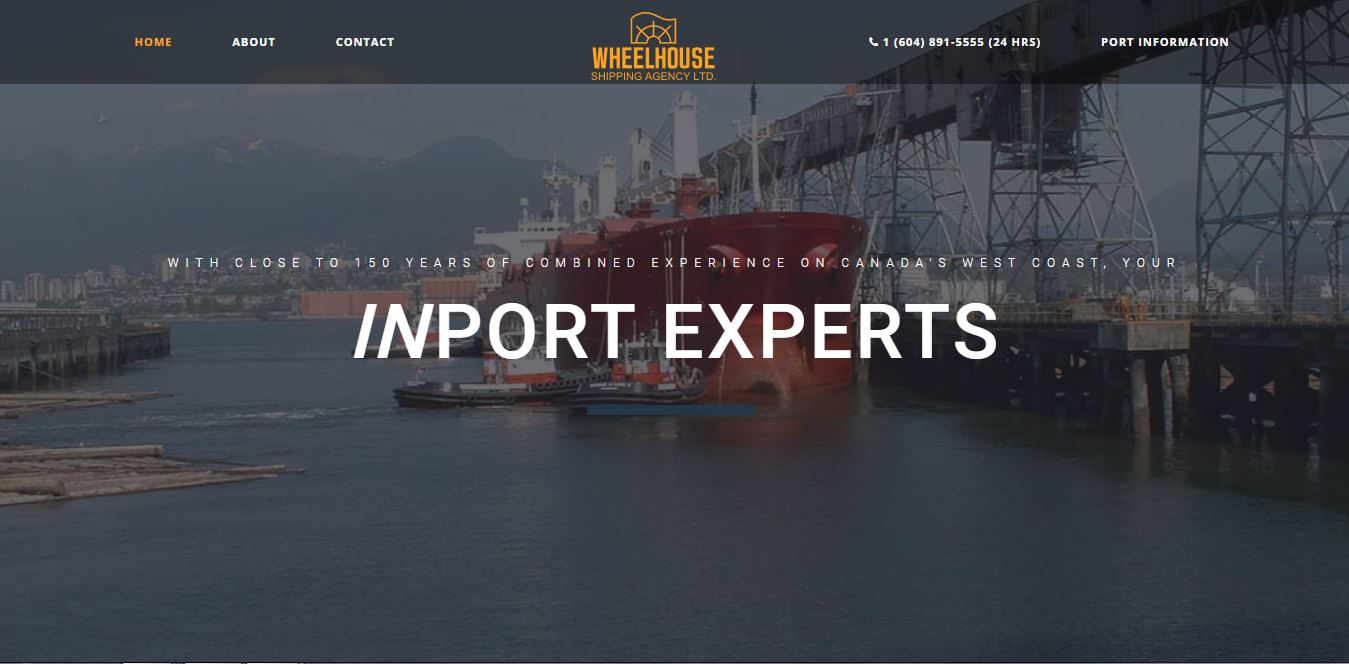 HOME ABOUT CONTACT
WHEELHOUSE
SHIPPING AGENCY LTD.
1 (604) 891-5555 (24 HRS) PORT INFORMATION
WITH CLOSE TO 150 YEARS OF COMBINED EXPERIENCE ON CANADA'S WEST COAST, YOUR
INPORT EXPERTS